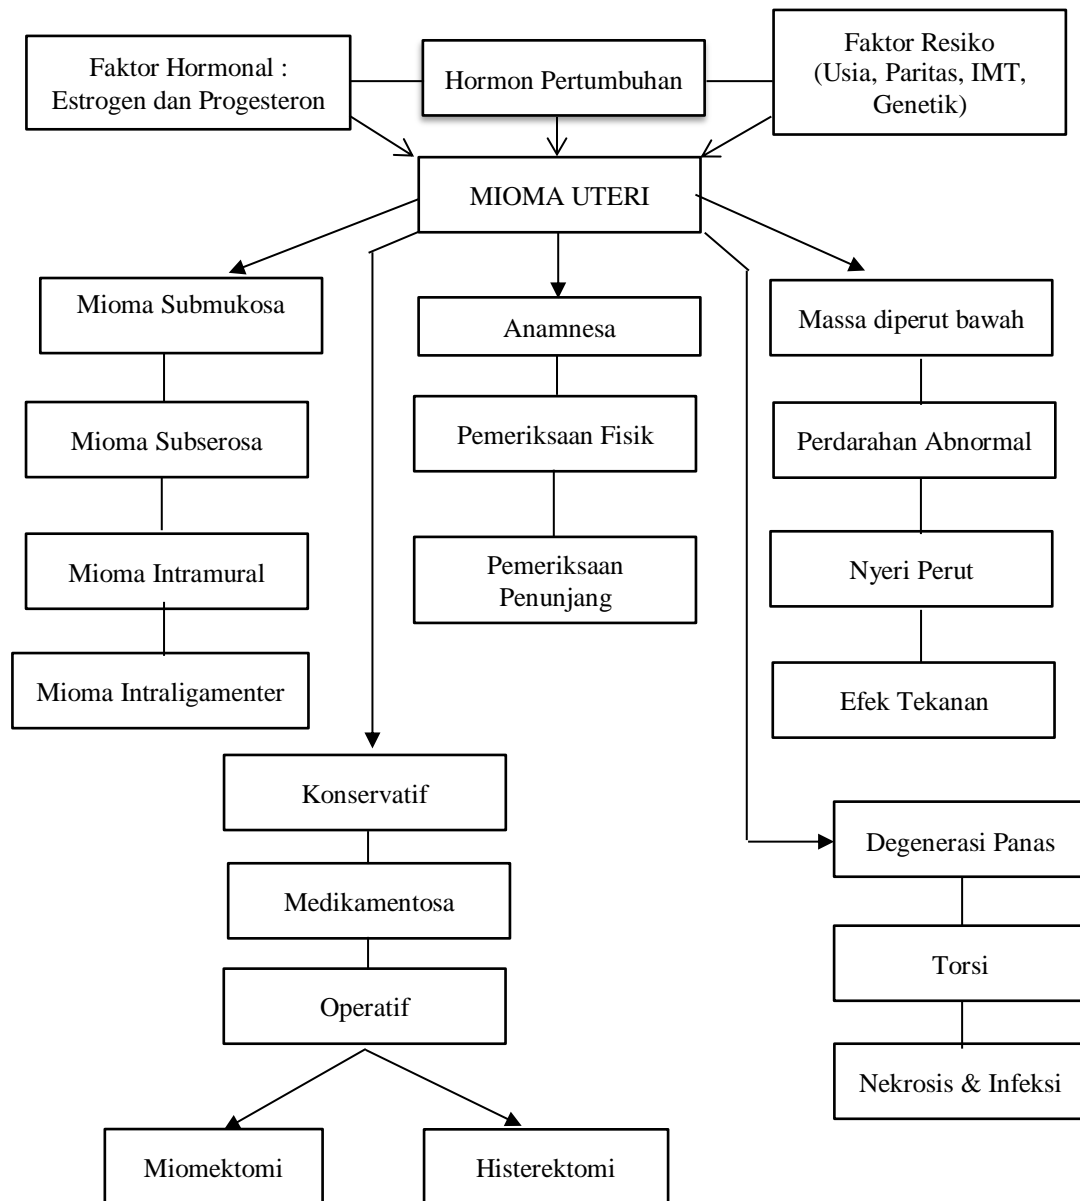 Faktor Hormonal :
Estrogen dan Progesteron
Hormon Pertumbuhan
Faktor Resiko
(Usia, Paritas, IMT,
Genetik)
MIOMA UTERI
Mioma Submukosa
Anamnesa
Massa diperut bawah
Mioma Subserosa
Pemeriksaan Fisik
Perdarahan Abnormal
Mioma Intramural
Pemeriksaan
Penunjang
Nyeri Perut
Mioma Intraligamenter
Efek Tekanan
Konservatif
Degenerasi Panas
Medikamentosa
Torsi
Operatif
Nekrosis & Infeksi
Miomektomi
Histerektomi